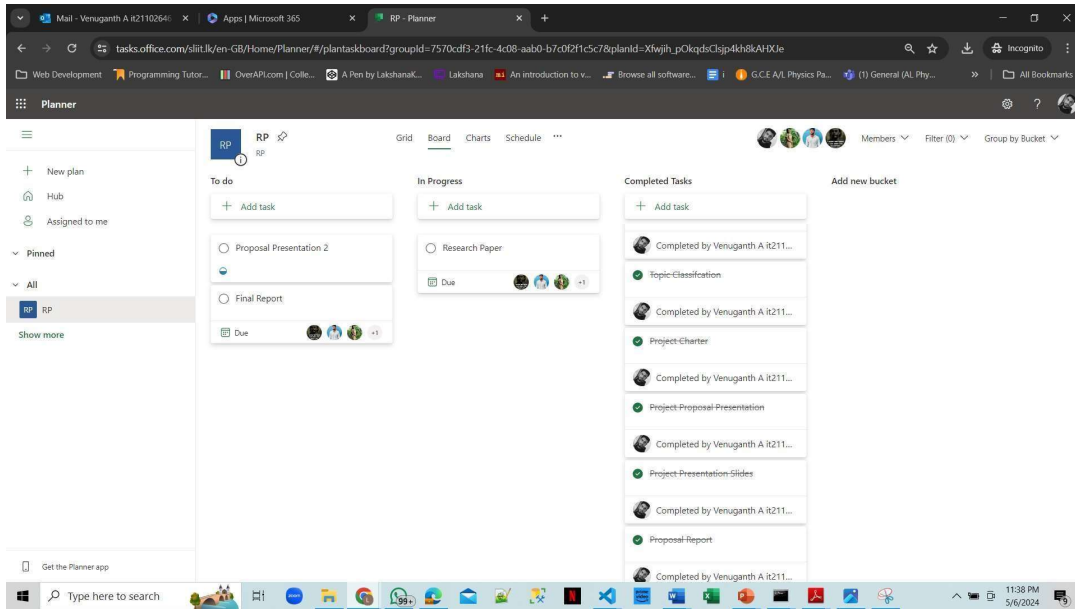 Mail - Venuganth A it21102646
Apps | Microsoft 365
RP - Planner
tasks.office.com/sliit.lk/en-GB/Home/Planner/#/plantaskboard?groupId=7570cdf3-21fc-4c08-aab0-b7c0f2f1c5c7&planId=Xfwjih_pOkqdsClsjp4kh8kAHXJe
Incognito
Web Development
Programming Tutor...
OverAPI.com | Colle...
A Pen by LakshanaK...
Lakshana
An introduction to v...
Browse all software...
i
G.C.E A/L Physics Pa...
(1) General (AL Phy...
»
All Bookmarks
Planner
?
New plan
Hub
Assigned to me
Pinned
All
RP RP
Show more
Get the Planner app
RP
RP
RP
Grid Board Charts Schedule ...
Members
Filter (0)
Group by Bucket
To do
+ Add task
Proposal Presentation 2
Final Report
Due
+1
In Progress
+ Add task
Research Paper
Due
+1
Completed Tasks
+ Add task
Completed by Venuganth A it211...
Topic Classifcation
Completed by Venuganth A it211...
Project Charter
Completed by Venuganth A it211...
Project Proposal Presentation
Completed by Venuganth A it211...
Project Presentation Slides
Completed by Venuganth A it211...
Proposal Report
Completed by Venuganth A it211...
Add new bucket
Type here to search
zoom
99+
11:38 PM
5/6/2024
9